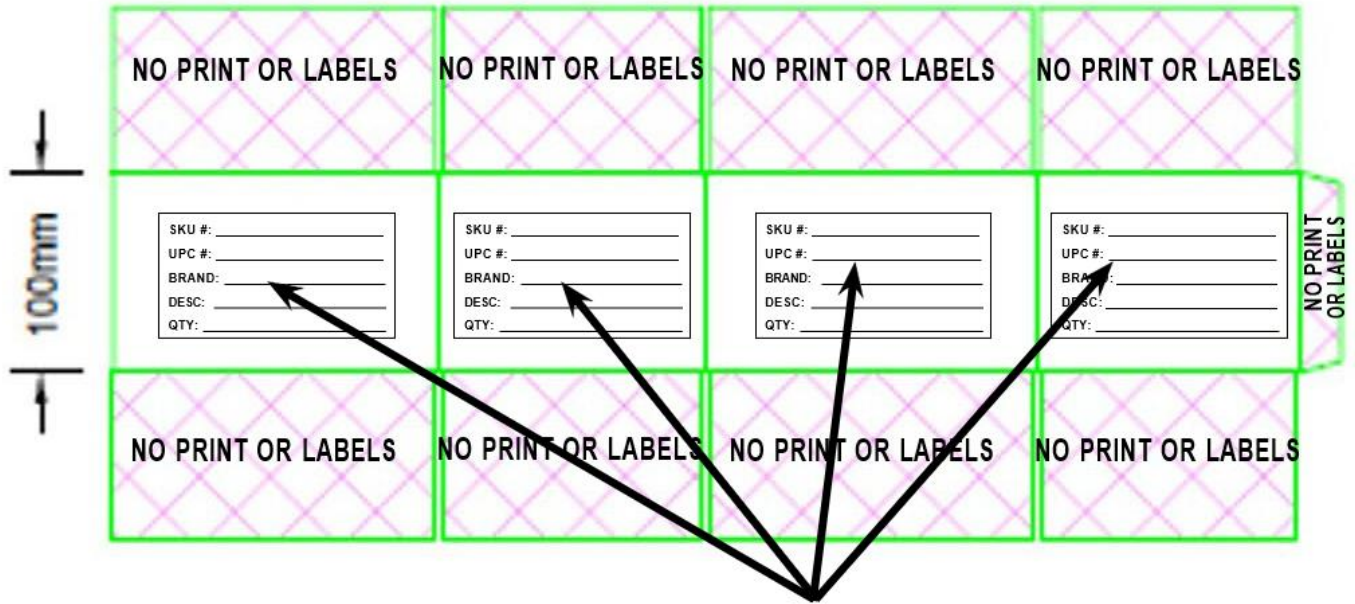 NO PRINT OR LABELS
NO PRINT OR LABELS
NO PRINT OR LABELS
NO PRINT OR LABELS
100mm
SKU #:
UPC #:
BRAND:
DESC:
QTY:
SKU #:
UPC #:
BRAND:
DESC:
QTY:
SKU #:
UPC #:
BRAND:
DESC:
QTY:
SKU #:
UPC #:
BRAND:
DESC:
QTY:
NO PRINT
OR LABELS
NO PRINT OR LABELS
NO PRINT OR LABELS
NO PRINT OR LABELS
NO PRINT OR LABELS